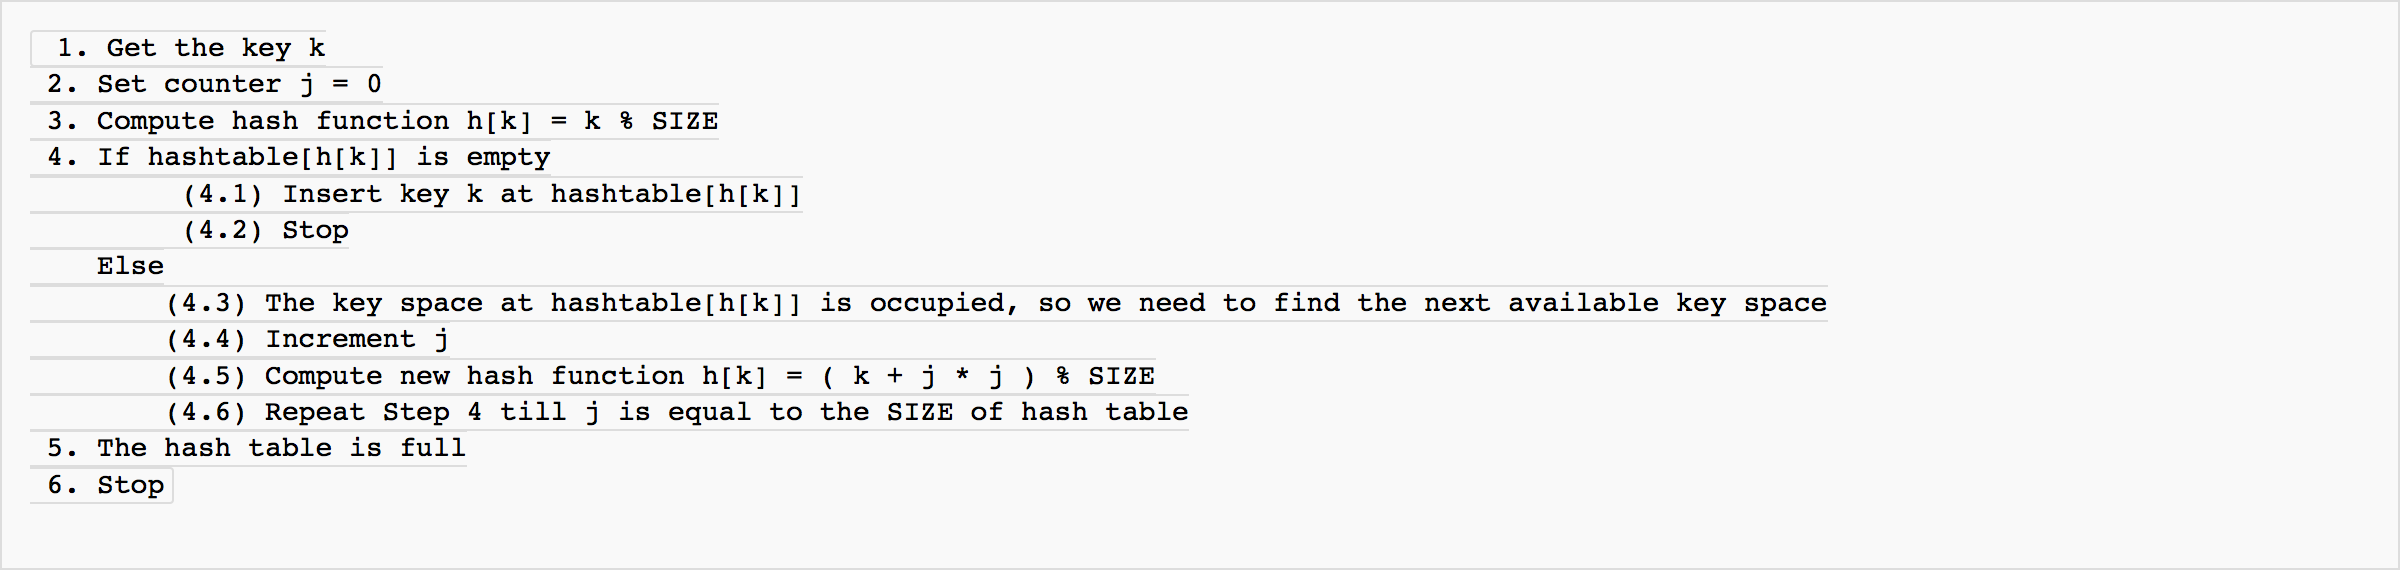 1. Get the key k
2. Set counter j = 0
3. Compute hash function h[k] = k % SIZE
4. If hashtable[h[k]] is empty
(4.1) Insert key k at hashtable[h[k]]
(4.2) Stop
Else
(4.3) The key space at hashtable[h[k]] is occupied, so we need to find the next available key space
(4.4) Increment j
(4.5) Compute new hash function h[k] = ( k + j * j ) % SIZE
(4.6) Repeat Step 4 till j is equal to the SIZE of hash table
5. The hash table is full
6. Stop